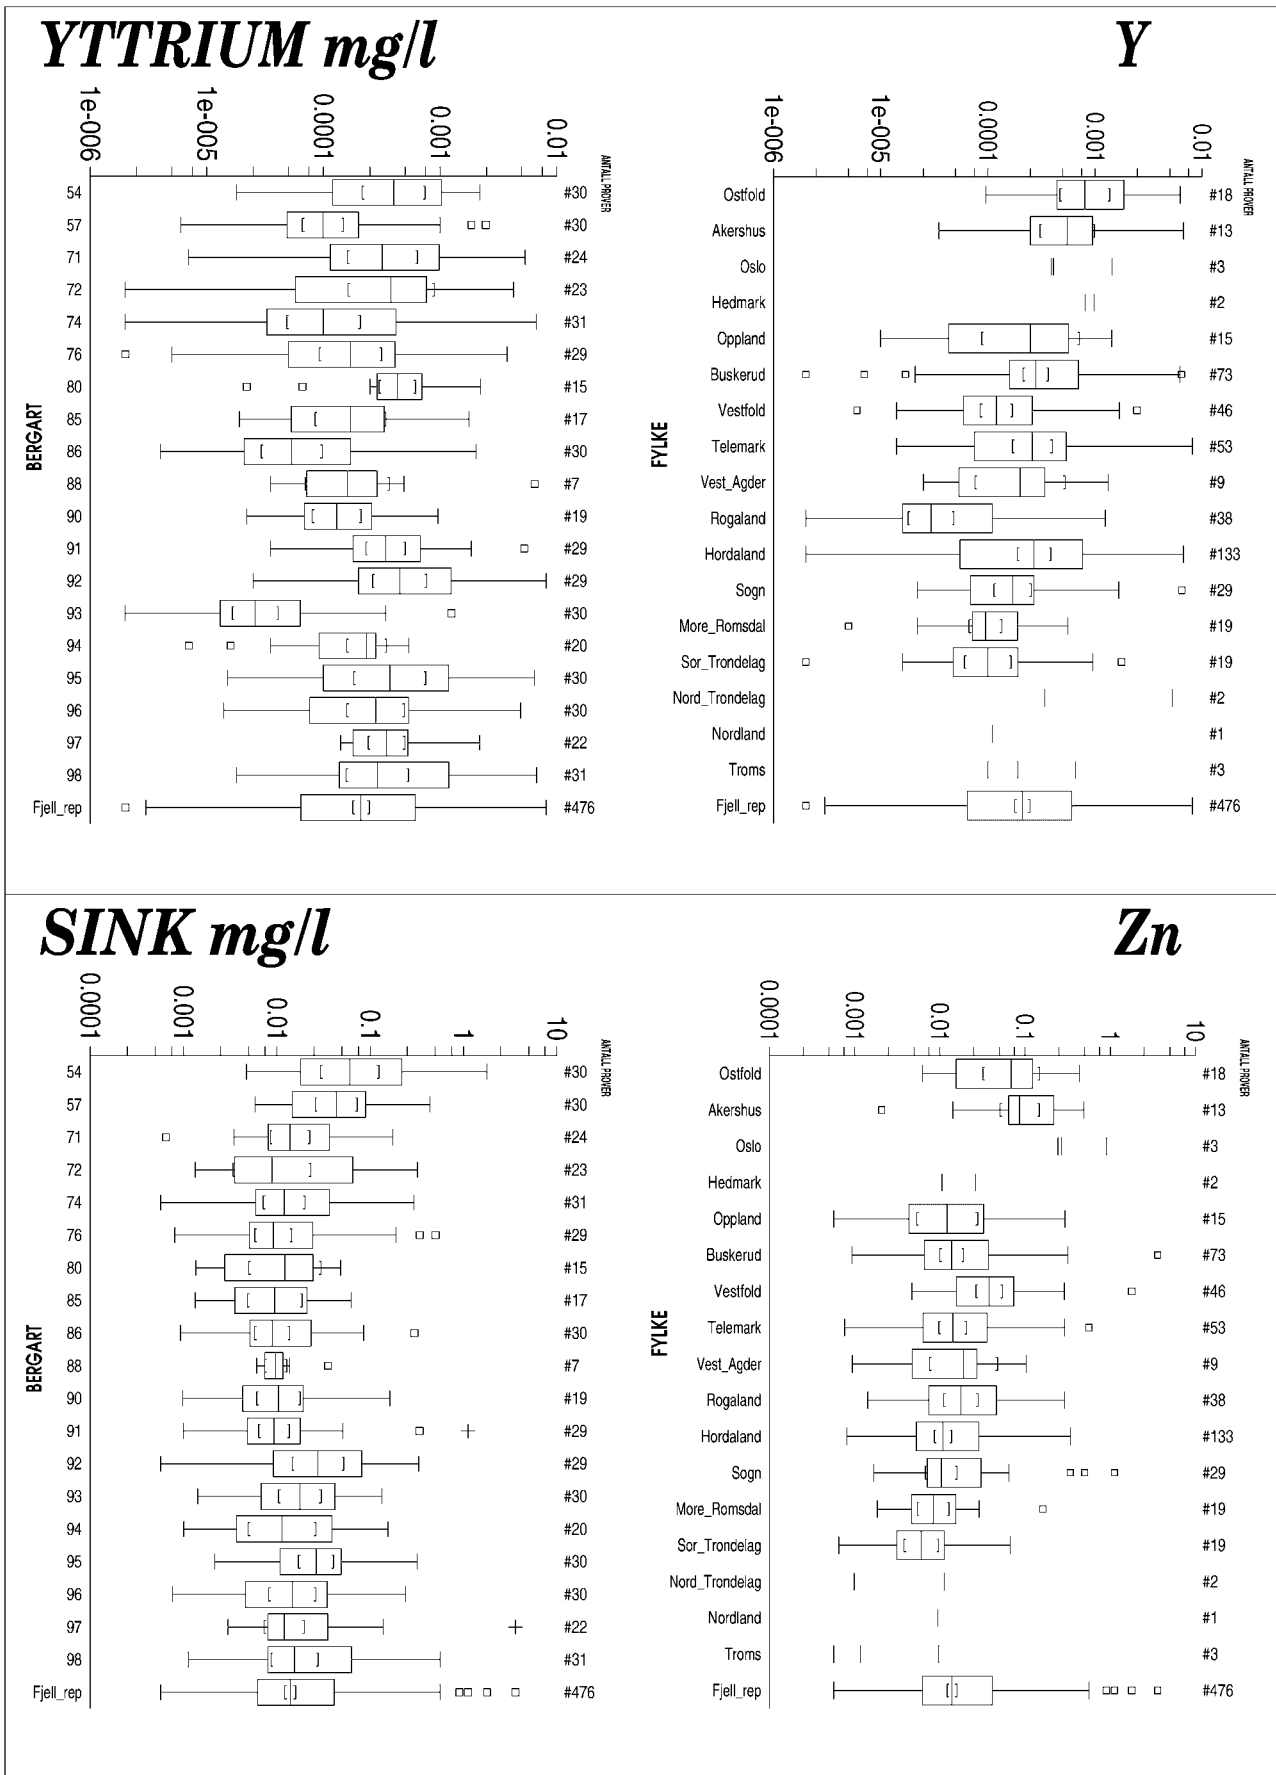 YTTRIUM mg/l
Y
1e-006
1e-005
0.0001
0.001
0.01
ANTALL PRØVER
BERGART
54 #30
57 #30
71 #24
72 #23
74 #31
76 #29
80 #15
85 #17
86 #30
88 #7
90 #19
91 #29
92 #29
93 #30
94 #20
95 #30
96 #30
97 #22
98 #31
Fjell_rep #476
1e-006
1e-005
0.0001
0.001
0.01
ANTALL PRØVER
FYLKE
Ostfold #18
Akershus #13
Oslo #3
Hedmark #2
Oppland #15
Buskerud #73
Vestfold #46
Telemark #53
Vest_Agder #9
Rogaland #38
Hordaland #133
Sogn #29
More_Romsdal #19
Sor_Trondelag #19
Nord_Trondelag #2
Nordland #1
Troms #3
Fjell_rep #476
SINK mg/l
Zn
0.0001
0.001
0.01
0.1
1
10
ANTALL PRØVER
BERGART
54 #30
57 #30
71 #24
72 #23
74 #31
76 #29
80 #15
85 #17
86 #30
88 #7
90 #19
91 #29
92 #29
93 #30
94 #20
95 #30
96 #30
97 #22
98 #31
Fjell_rep #476
0.0001
0.001
0.01
0.1
1
10
ANTALL PRØVER
FYLKE
Ostfold #18
Akershus #13
Oslo #3
Hedmark #2
Oppland #15
Buskerud #73
Vestfold #46
Telemark #53
Vest_Agder #9
Rogaland #38
Hordaland #133
Sogn #29
More_Romsdal #19
Sor_Trondelag #19
Nord_Trondelag #2
Nordland #1
Troms #3
Fjell_rep #476